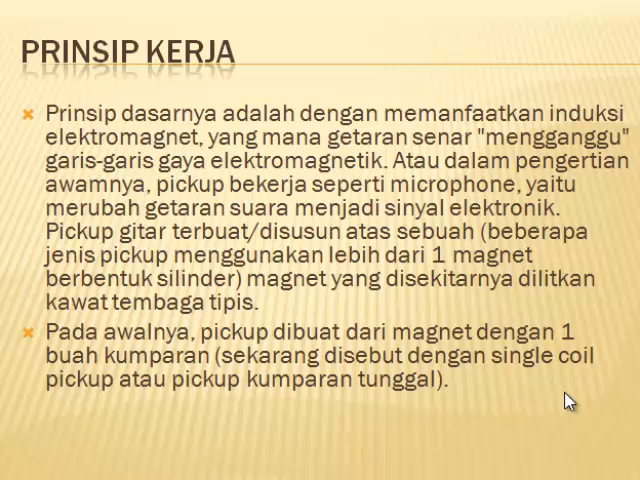 PRINSIP KERJA
Prinsip dasarnya adalah dengan memanfaatkan induksi
elektromagnet, yang mana getaran senar "mengganggu"
garis-garis gaya elektromagnetik. Atau dalam pengertian
awamnya, pickup bekerja seperti microphone, yaitu
merubah getaran suara menjadi sinyal elektronik.
Pickup gitar terbuat/disusun atas sebuah (beberapa
jenis pickup menggunakan lebih dari 1 magnet
berbentuk silinder) magnet yang disekitarnya dililitkan
kawat tembaga tipis.
Pada awalnya, pickup dibuat dari magnet dengan 1
buah kumparan (sekarang disebut dengan single coil
pickup atau pickup kumparan tunggal).